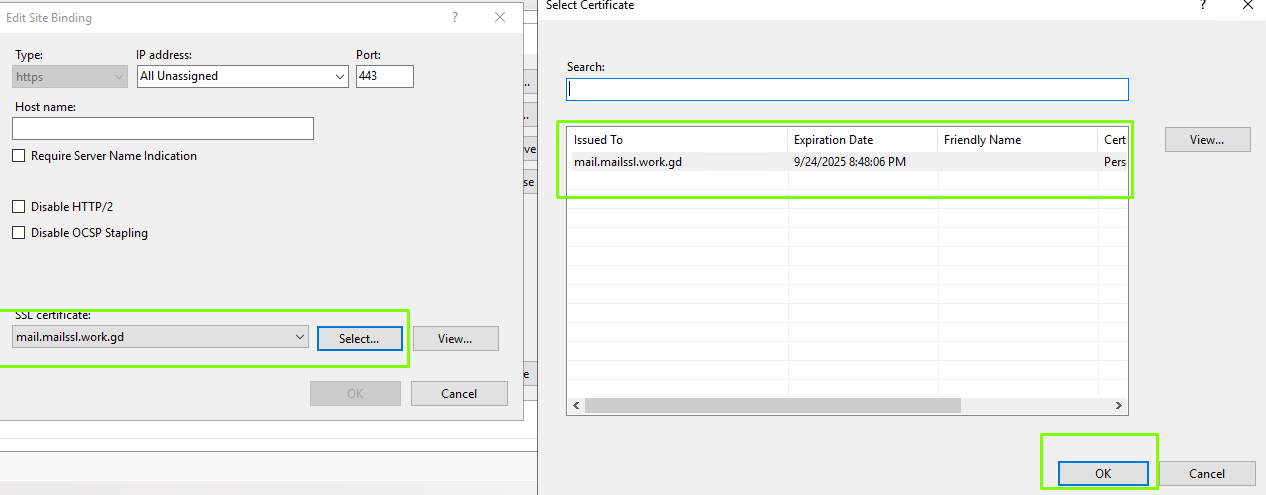 Edit Site Binding
?
Type:
IP address:
Port:
https
All Unassigned
443
Host name:
Require Server Name Indication
Disable HTTP/2
Disable OCSP Stapling
SSL certificate:
mail.mailssl.work.gd
Select...
View...
OK
Cancel
...
...
ve
se
e
Select Certificate
?
Search:
Issued To
Expiration Date
Friendly Name
Cert
mail.mailssl.work.gd
9/24/2025 8:48:06 PM
Pers
View...
OK
Cancel